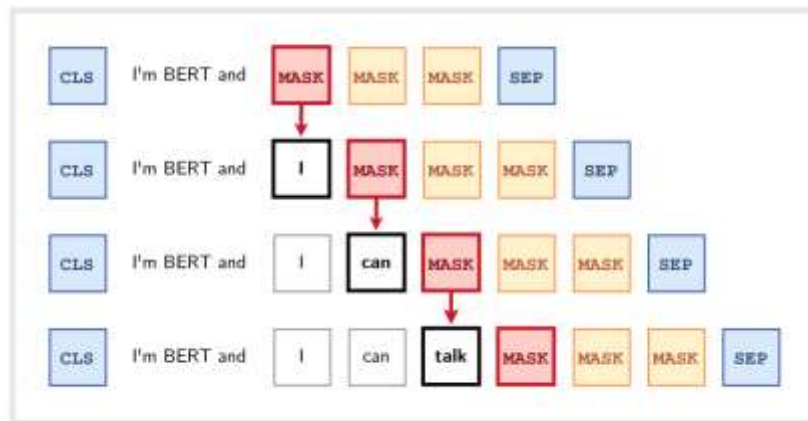 CLS I'm BERT and MASK MASK MASK SEP
CLS I'm BERT and I MASK MASK MASK SEP
CLS I'm BERT and I can MASK MASK MASK SEP
CLS I'm BERT and I can talk MASK MASK MASK SEP